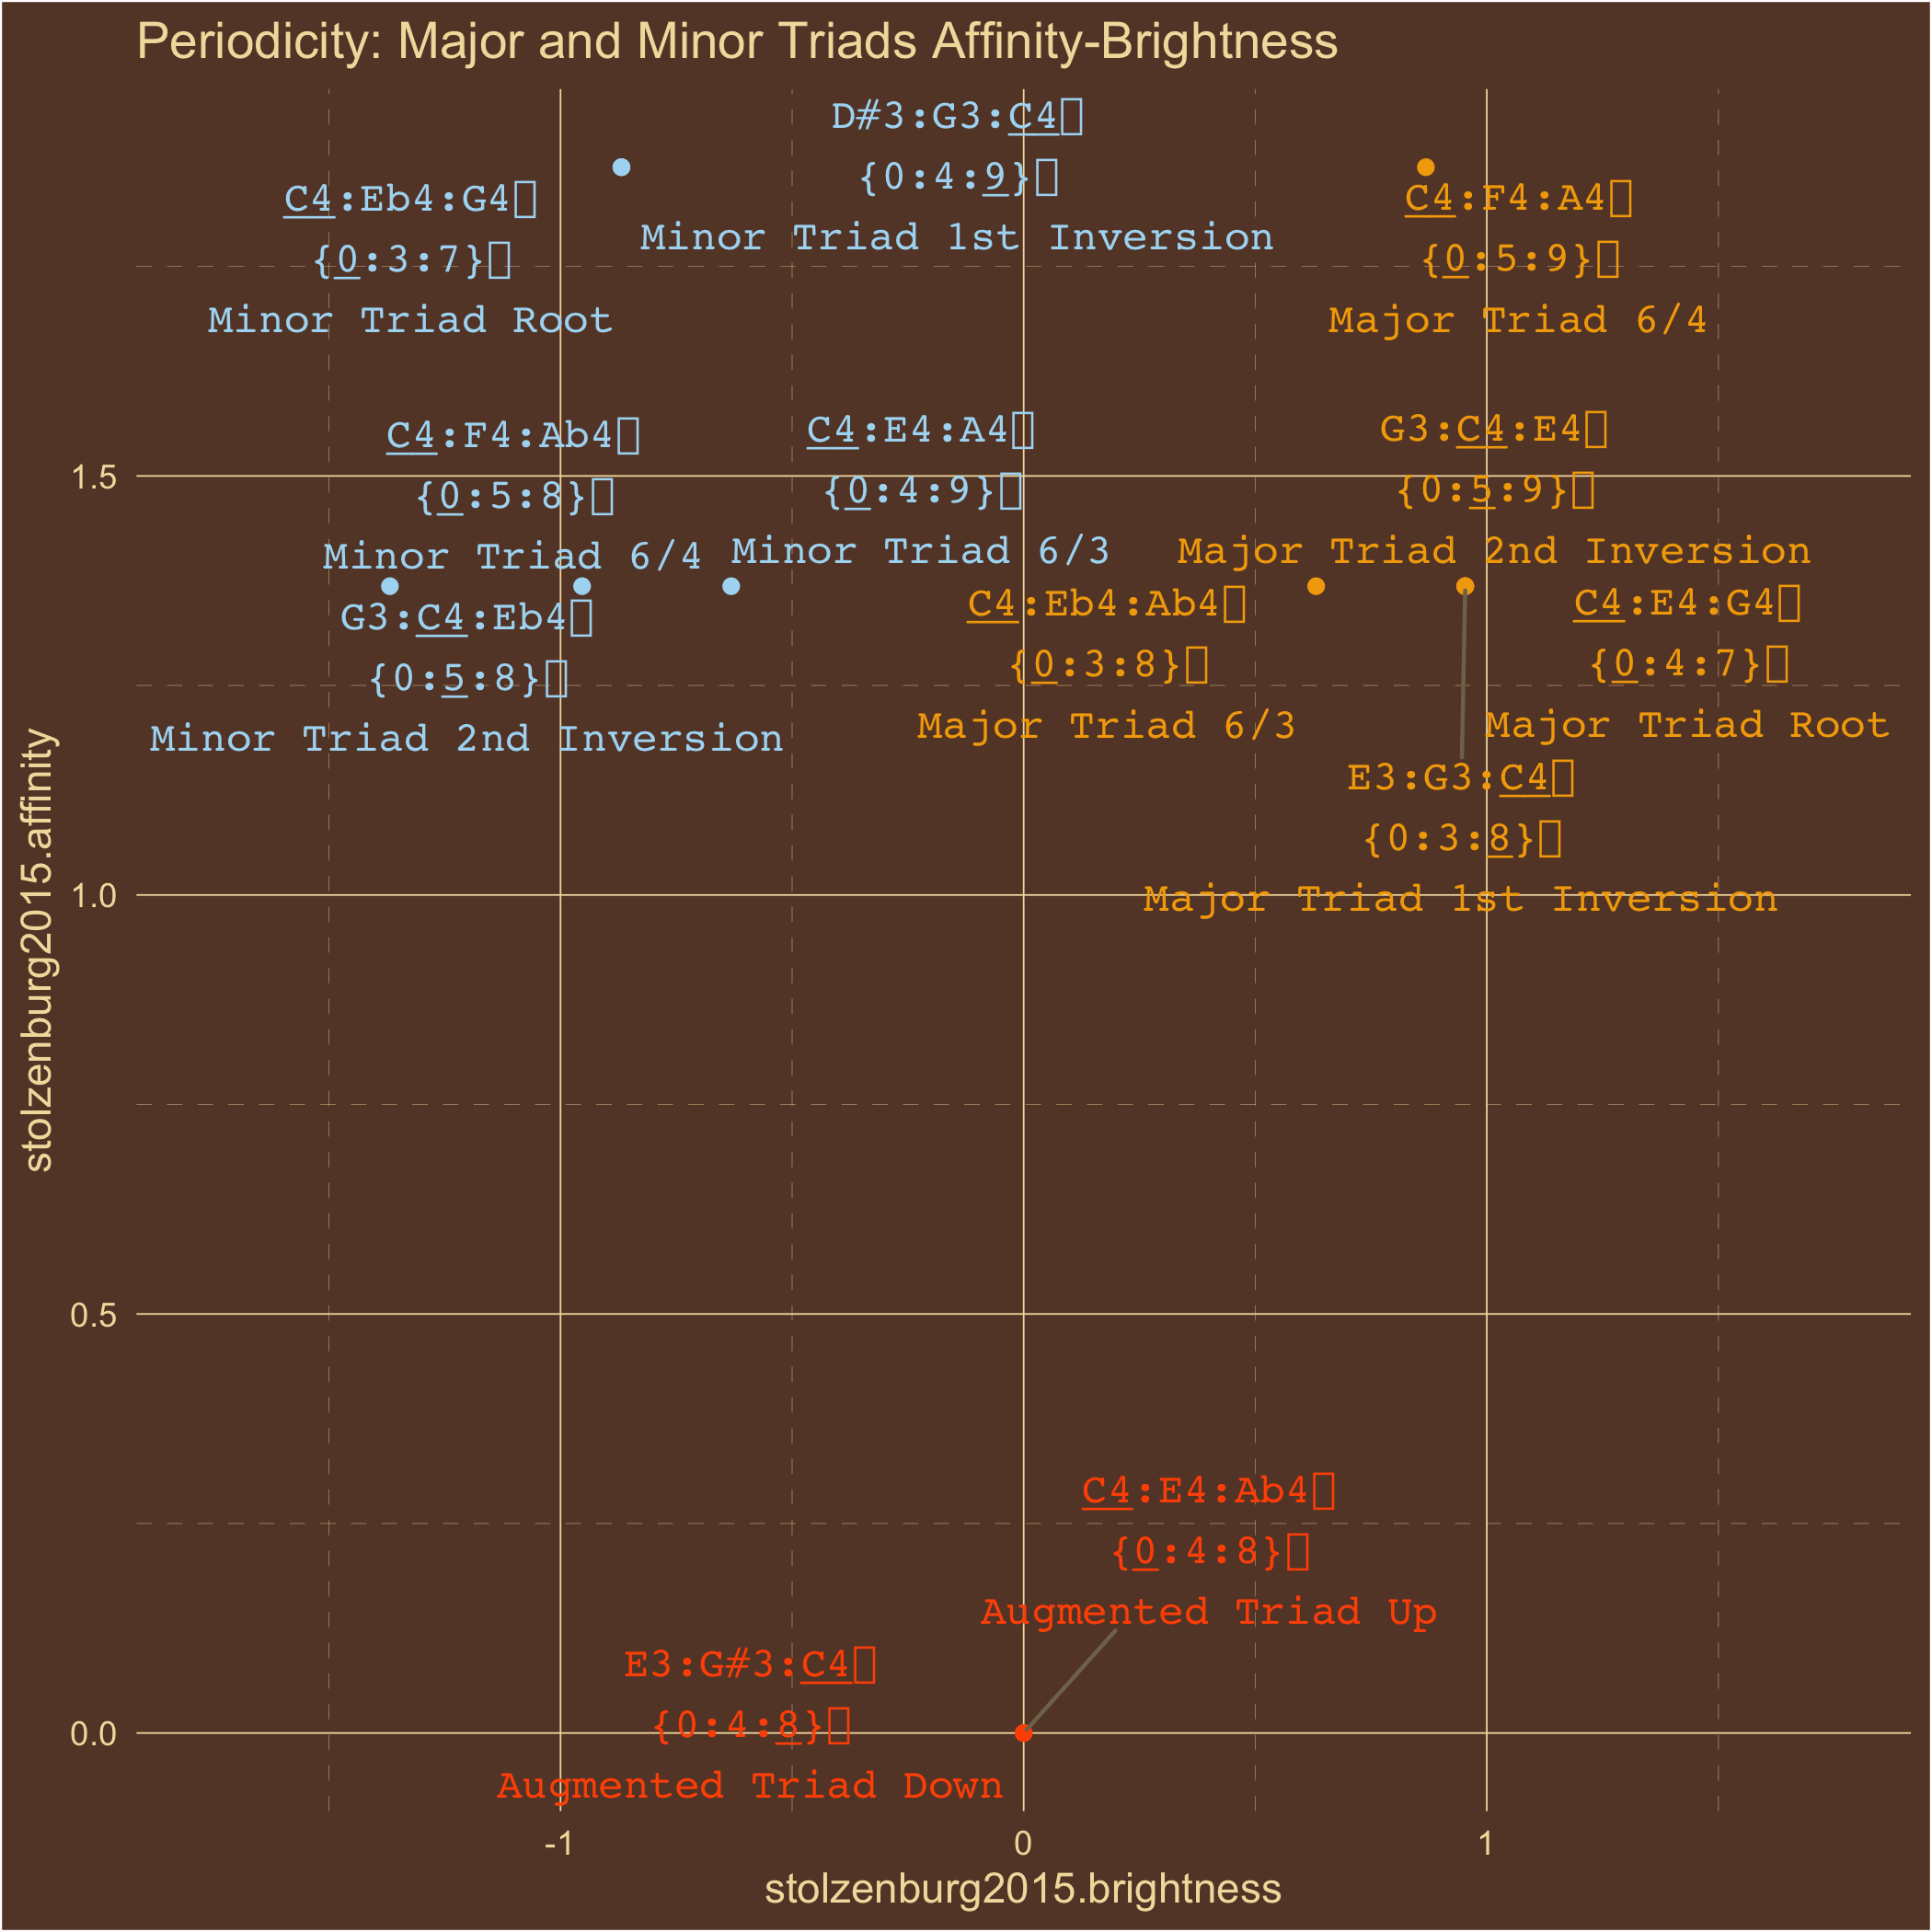 Periodicity: Major and Minor Triads Affinity-Brightness
D#3:G3:C4
{0:4:9}
Minor Triad 1st Inversion
C4:Eb4:G4
{0:3:7}
Minor Triad Root
C4:F4:A4
{0:5:9}
Major Triad 6/4
C4:F4:Ab4
{0:5:8}
Minor Triad 6/4
C4:E4:A4
{0:4:9}
Minor Triad 6/3
G3:C4:E4
{0:5:9}
Major Triad 2nd Inversion
G3:C4:Eb4
{0:5:8}
Minor Triad 2nd Inversion
C4:Eb4:Ab4
{0:3:8}
Major Triad 6/3
C4:E4:G4
{0:4:7}
Major Triad Root
E3:G3:C4
{0:3:8}
Major Triad 1st Inversion
C4:E4:Ab4
{0:4:8}
Augmented Triad Up
E3:G#3:C4
{0:4:8}
Augmented Triad Down
1.5
1.0
0.5
0.0
stolzenburg2015.affinity
-1
0
1
stolzenburg2015.brightness